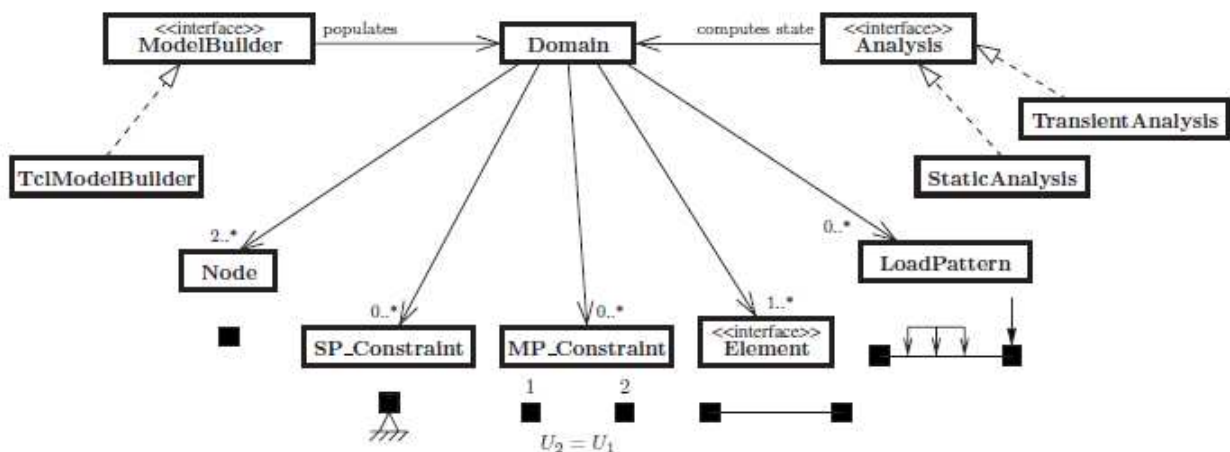 <<interface>>
ModelBuilder
populates
Domain
computes state
<<interface>>
Analysis
TransientAnalysis
TclModelBuilder
StaticAnalysis
2..*
0..*
Node
LoadPattern
0..*
0..*
1..*
SP_Constraint
MP_Constraint
<<interface>>
Element
1
2
U₂ = U₁